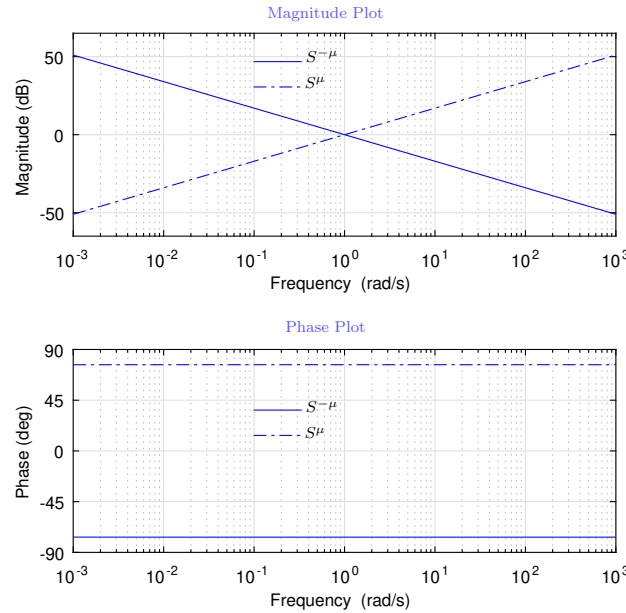 Magnitude Plot
Magnitude (dB)
50
0
-50
S^{-μ}
S^{μ}
10^{-3} 10^{-2} 10^{-1} 10^{0} 10^{1} 10^{2} 10^{3}
Frequency (rad/s)
Phase Plot
Phase (deg)
90
45
0
-45
-90
S^{-μ}
S^{μ}
10^{-3} 10^{-2} 10^{-1} 10^{0} 10^{1} 10^{2} 10^{3}
Frequency (rad/s)